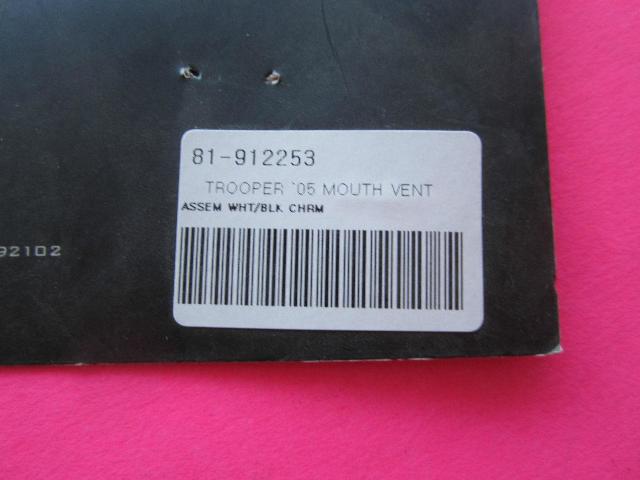 81-912253
TROOPER `05 MOUTH VENT
ASSEM WHT/BLK CHRM
92102